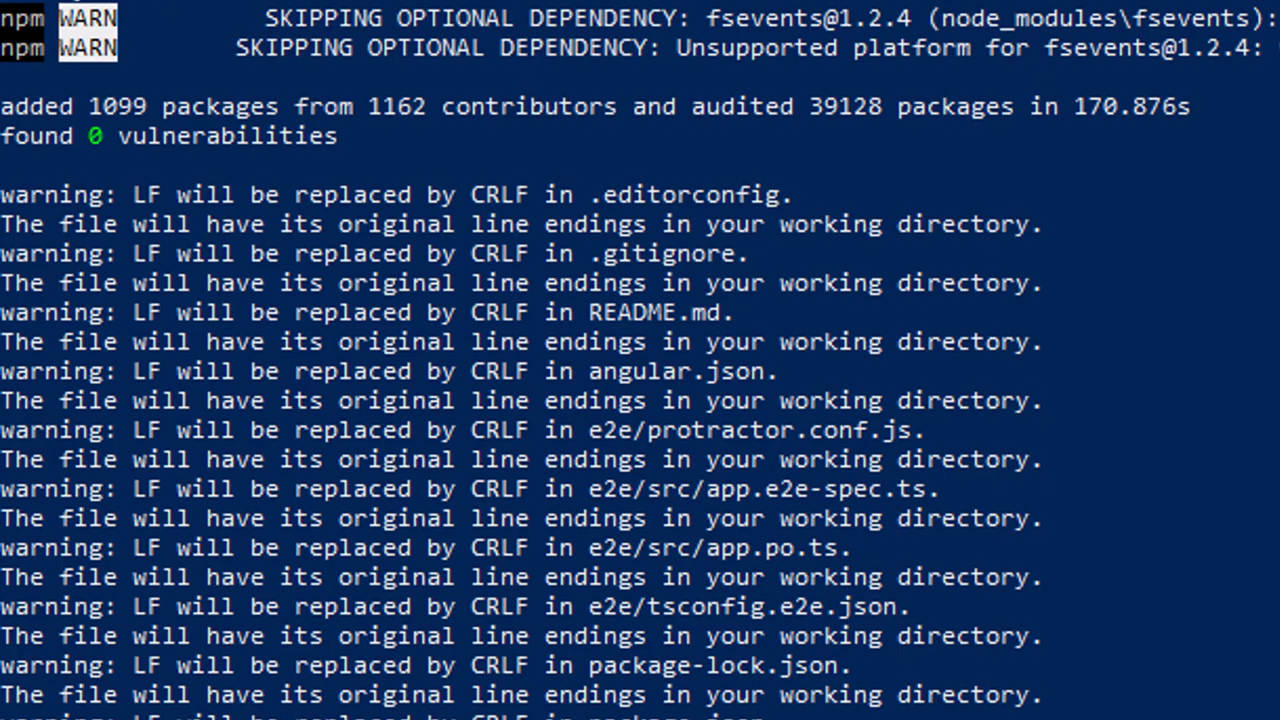 npm WARN SKIPPING OPTIONAL DEPENDENCY: fsevents@1.2.4 (node_modules\fsevents):
npm WARN SKIPPING OPTIONAL DEPENDENCY: Unsupported platform for fsevents@1.2.4:
added 1099 packages from 1162 contributors and audited 39128 packages in 170.876s
found 0 vulnerabilities
warning: LF will be replaced by CRLF in .editorconfig.
The file will have its original line endings in your working directory.
warning: LF will be replaced by CRLF in .gitignore.
The file will have its original line endings in your working directory.
warning: LF will be replaced by CRLF in README.md.
The file will have its original line endings in your working directory.
warning: LF will be replaced by CRLF in angular.json.
The file will have its original line endings in your working directory.
warning: LF will be replaced by CRLF in e2e/protractor.conf.js.
The file will have its original line endings in your working directory.
warning: LF will be replaced by CRLF in e2e/src/app.e2e-spec.ts.
The file will have its original line endings in your working directory.
warning: LF will be replaced by CRLF in e2e/src/app.po.ts.
The file will have its original line endings in your working directory.
warning: LF will be replaced by CRLF in e2e/tsconfig.e2e.json.
The file will have its original line endings in your working directory.
warning: LF will be replaced by CRLF in package-lock.json.
The file will have its original line endings in your working directory.
warning: LF will be replaced by CRLF in package.json.